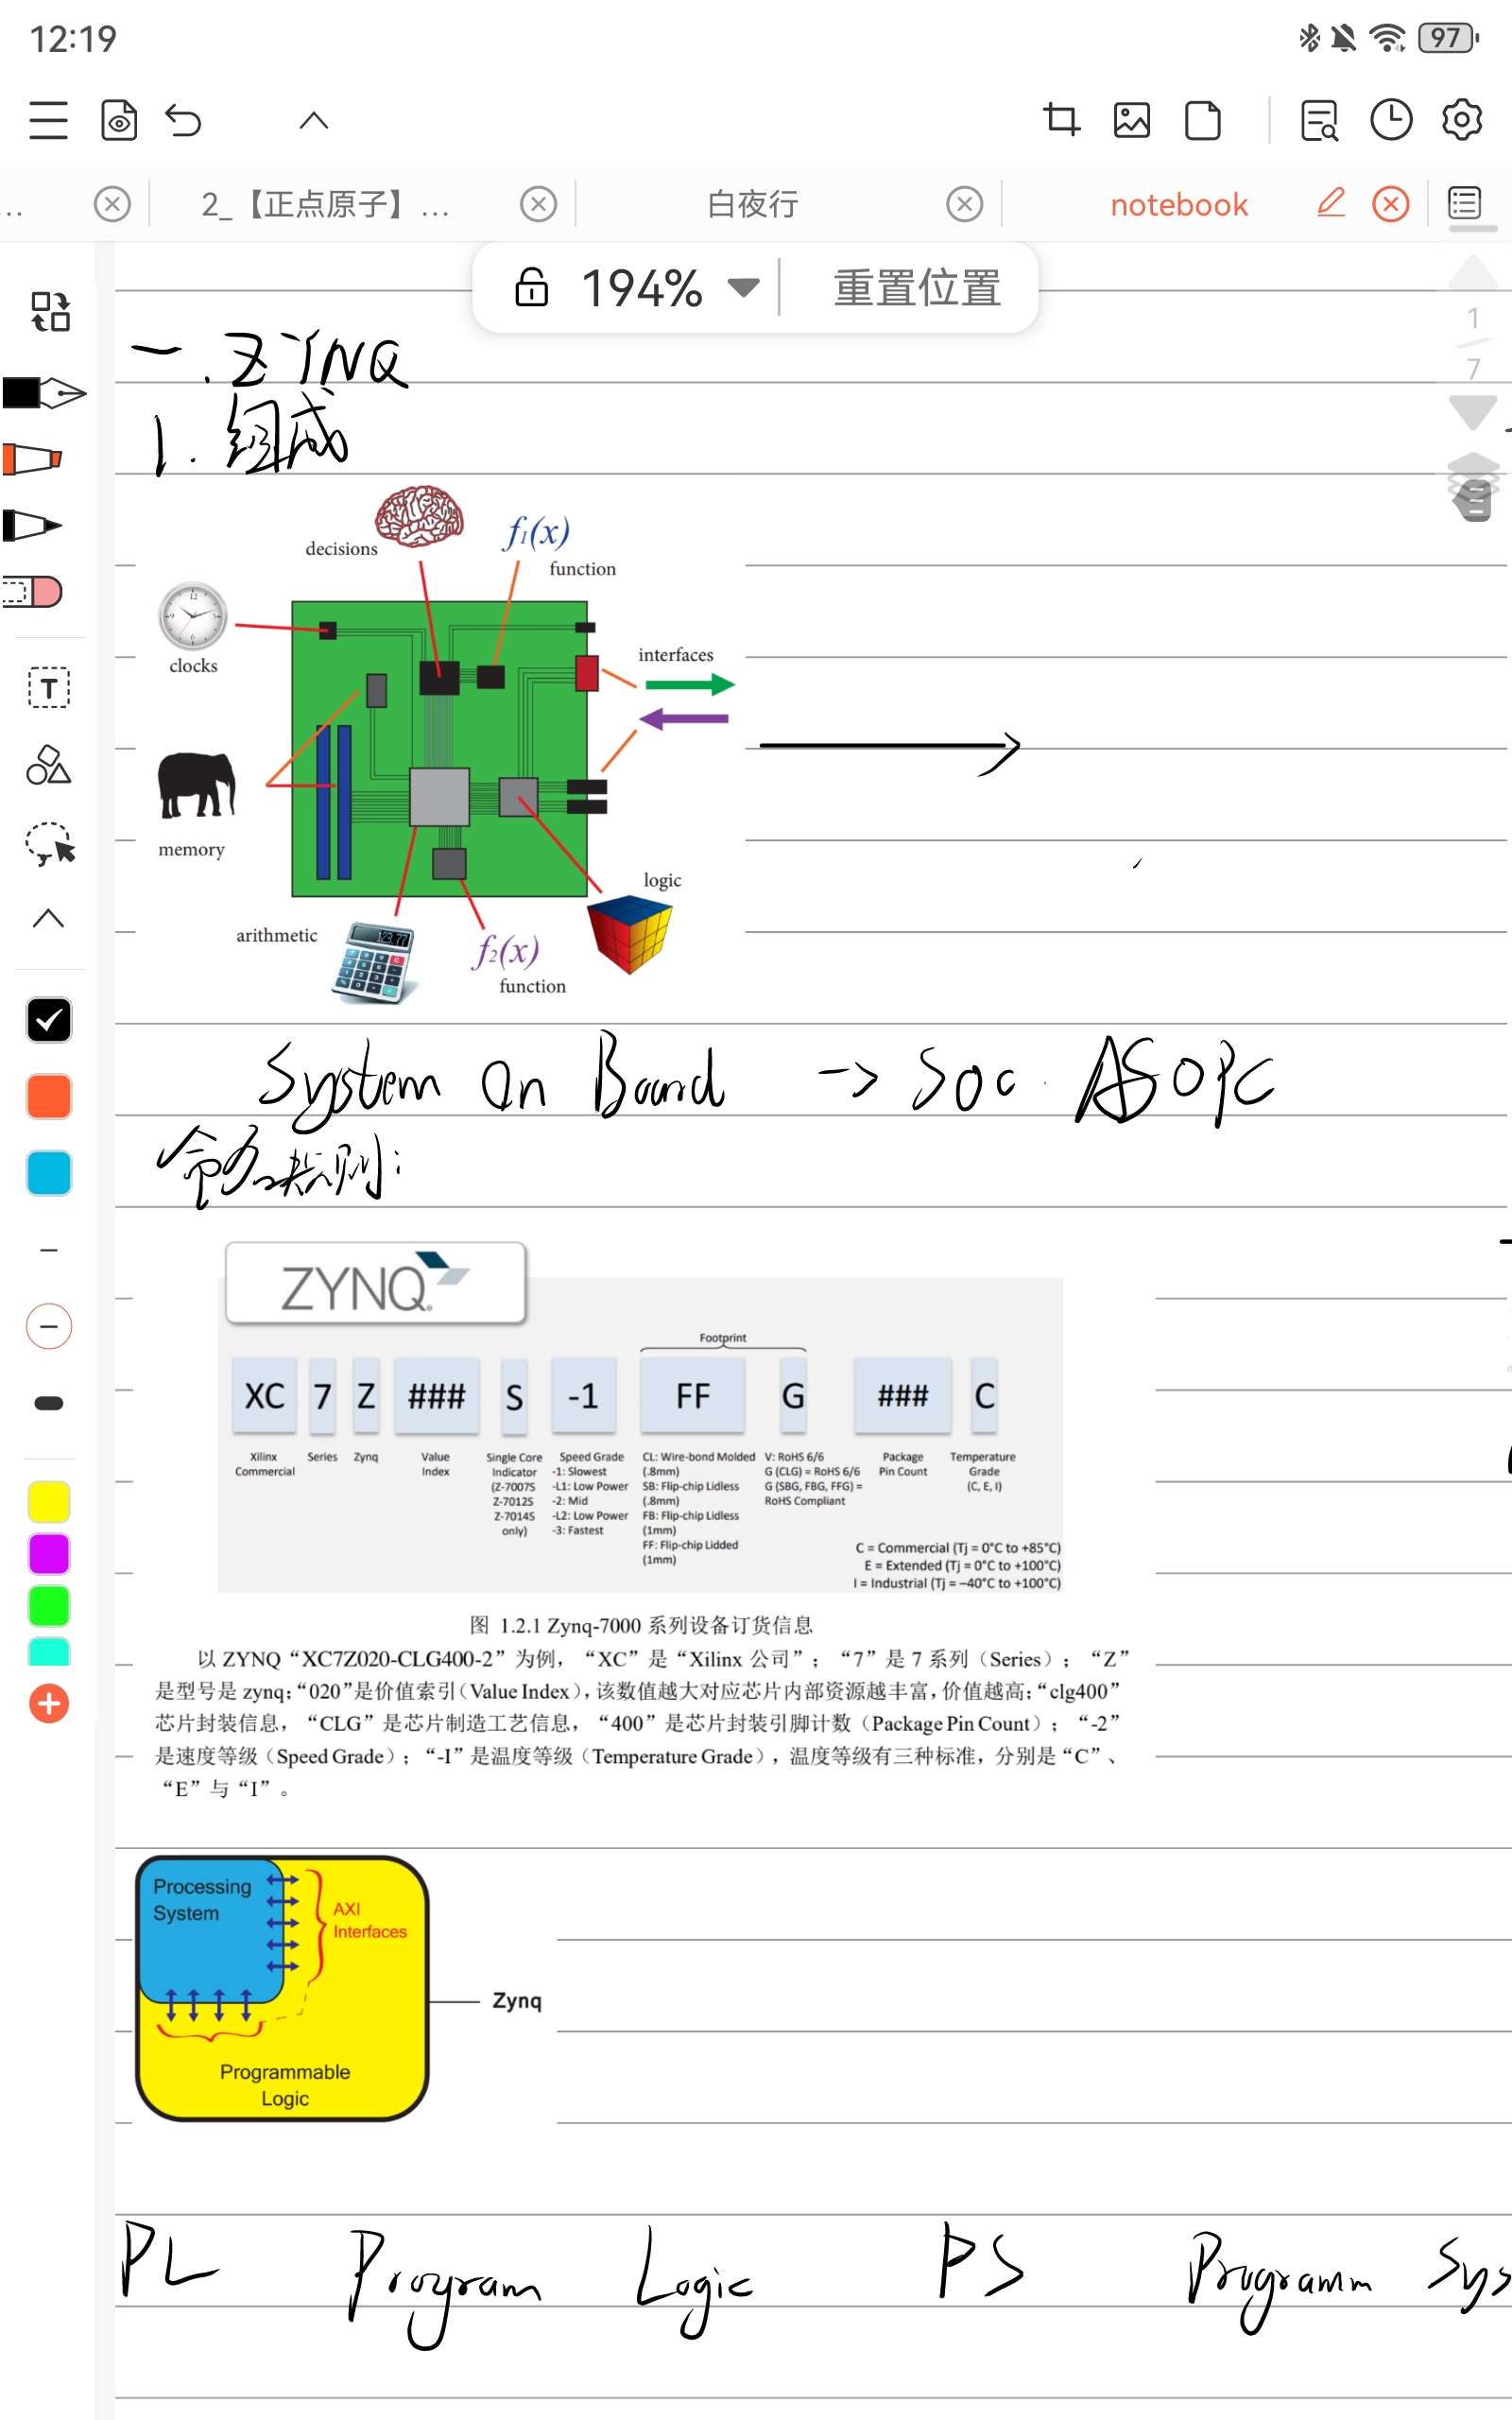 12:19
97
...
2_【正点原子】...
白夜行
notebook
194%
重置位置
1
7
一. ZYNQ
1. 组成
decisions
f1(x)
function
clocks
interfaces
memory
logic
arithmetic
f2(x)
function
System On Board -> SOC ASOPC
命名规则:
ZYNQ
Footprint
XC 7 Z ### S -1 FF G ### C
Xilinx Commercial
Series
Zynq
Value Index
Single Core Indicator (Z-7007S Z-7012S Z-7014S only)
Speed Grade
-1: Slowest
-L1: Low Power
-2: Mid
-L2: Low Power
-3: Fastest
CL: Wire-bond Molded (.8mm)
SB: Flip-chip Lidless (.8mm)
FB: Flip-chip Lidless (1mm)
FF: Flip-chip Lidded (1mm)
V: RoHS 6/6
G (CLG) = RoHS 6/6
G (SBG, FBG, FFG) = RoHS Compliant
Package Pin Count
Temperature Grade (C, E, I)
C = Commercial (Tj = 0°C to +85°C)
E = Extended (Tj = 0°C to +100°C)
I = Industrial (Tj = –40°C to +100°C)
图 1.2.1 Zynq-7000 系列设备订货信息
以 ZYNQ “XC7Z020-CLG400-2” 为例，“XC”是“Xilinx 公司”；“7”是 7 系列（Series）；“Z”
是型号是 zynq；“020”是价值索引（Value Index），该数值越大对应芯片内部资源越丰富，价值越高；“clg400”
芯片封装信息，“CLG”是芯片制造工艺信息，“400”是芯片封装引脚计数（Package Pin Count）；“-2”
是速度等级（Speed Grade）；“-I”是温度等级（Temperature Grade），温度等级有三种标准，分别是“C”、
“E”与“I”。
Processing System
AXI Interfaces
Zynq
Programmable Logic
PL Program Logic PS Programm Sys